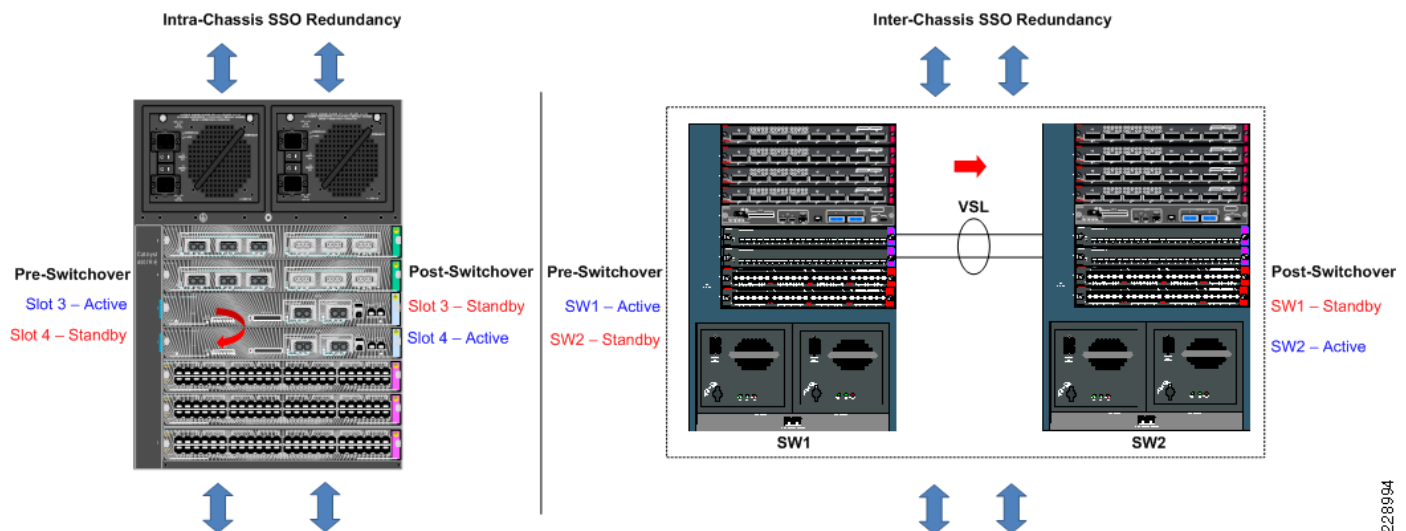 Intra-Chassis SSO Redundancy
Pre-Switchover
Slot 3 – Active
Slot 4 – Standby
Post-Switchover
Slot 3 – Standby
Slot 4 – Active
Inter-Chassis SSO Redundancy
Pre-Switchover
SW1 – Active
SW2 – Standby
VSL
Post-Switchover
SW1 – Standby
SW2 – Active
SW1
SW2
228994